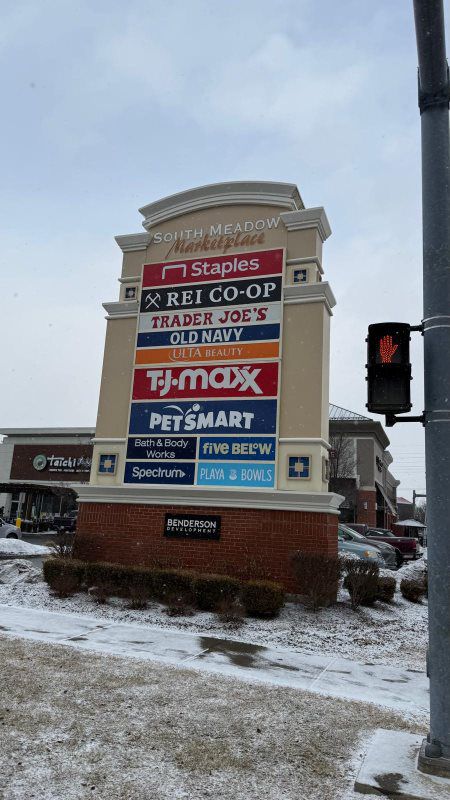 SOUTH MEADOW
Marketplace
Staples
REI CO-OP
TRADER JOE'S
OLD NAVY
ULTA BEAUTY
T.J.maxx
PETSMART
Bath & Body
Works
five BELOW
Spectrum
PLAYA BOWLS
BENDERSON
DEVELOPMENT
Taichi